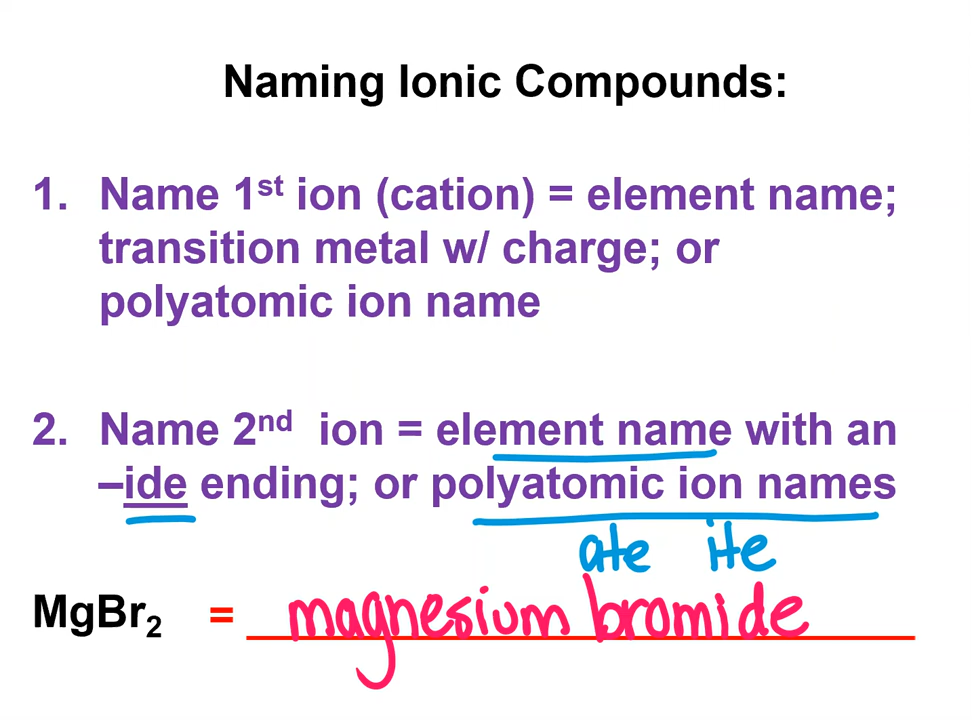 Naming Ionic Compounds:
1. Name 1st ion (cation) = element name;
transition metal w/ charge; or
polyatomic ion name
2. Name 2nd ion = element name with an
–ide ending; or polyatomic ion names
ate ite
MgBr2 = magnesium bromide